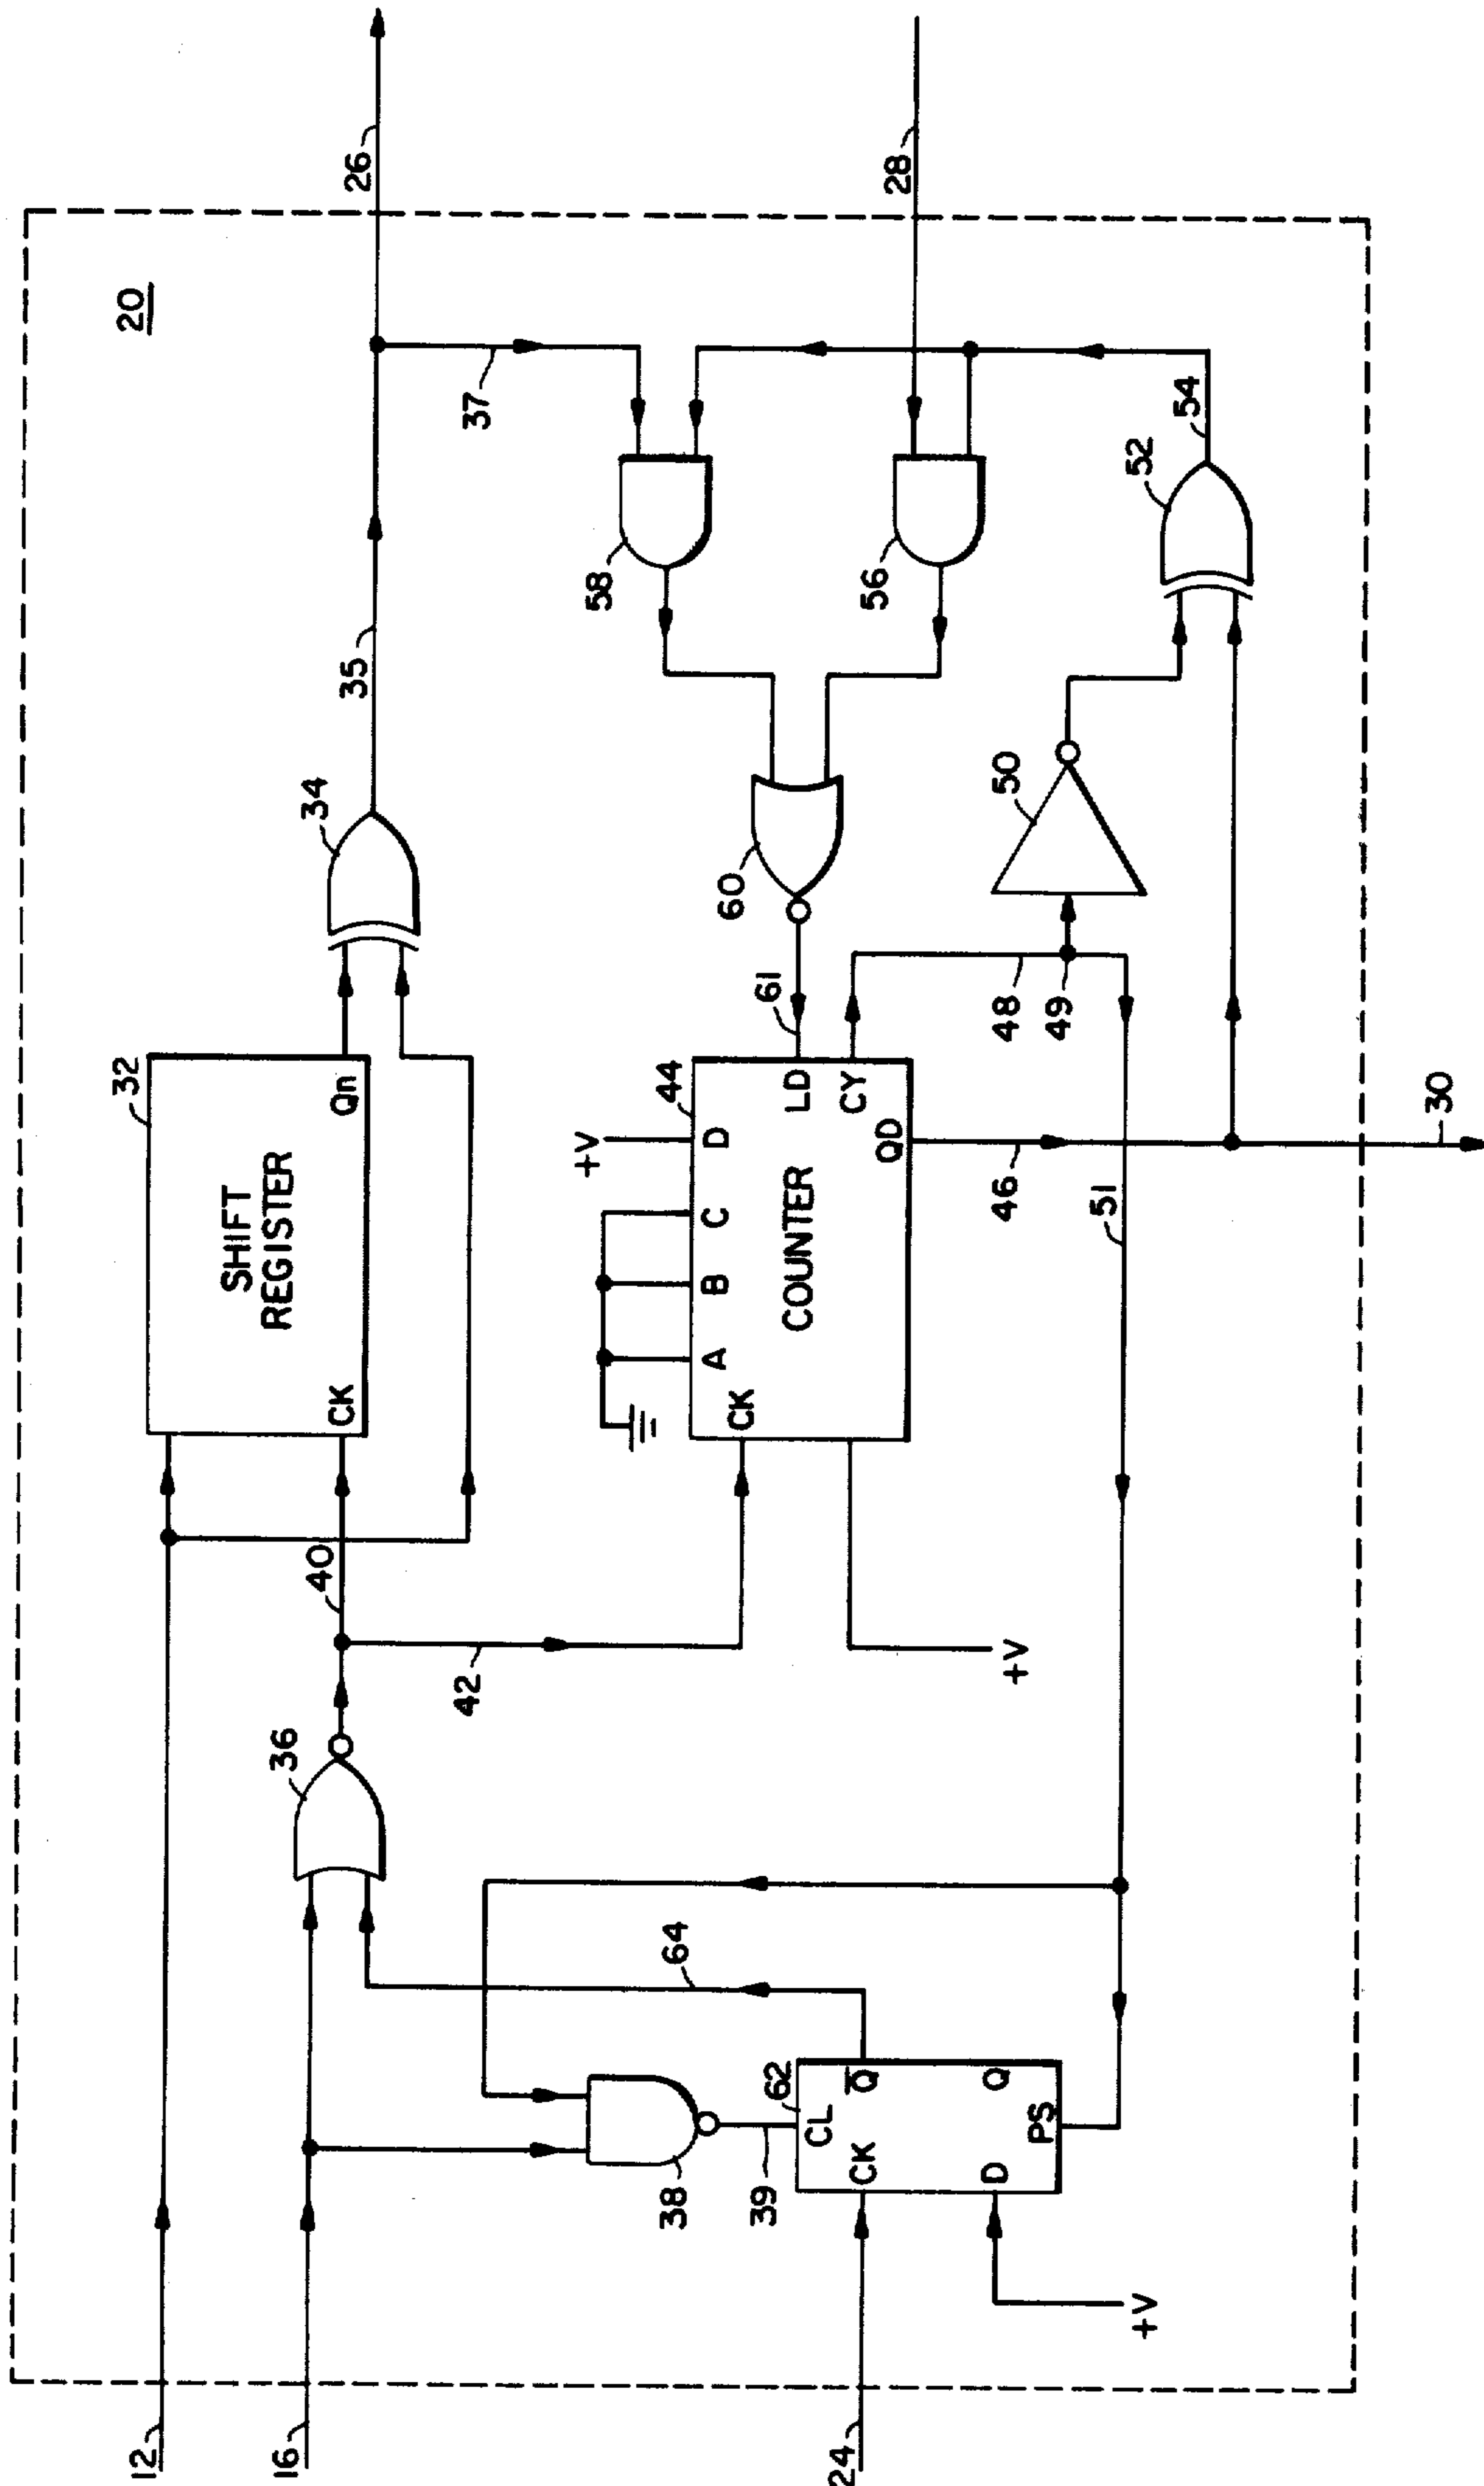 20
12
16
24
26
28
30
32
SHIFT
REGISTER
CK
Qn
34
35
36
37
38
39
40
42
44
COUNTER
CK
A
B
C
D
LD
CY
QD
+V
+V
46
48
49
50
51
52
54
56
58
60
61
62
CL
CK
D
Q
Q̅
PS
+V
64